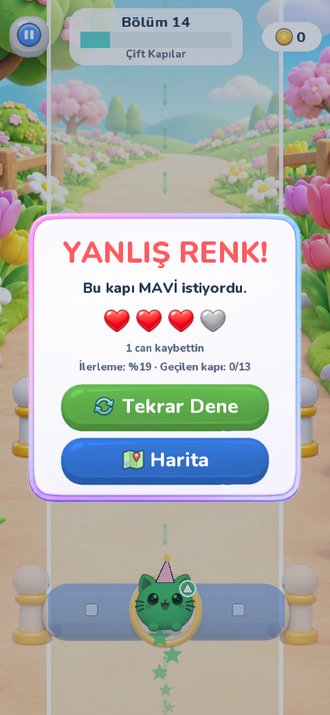 Bölüm 14
Çift Kapılar
0
YANLIŞ RENK!
Bu kapı MAVİ istiyordu.
1 can kaybettin
İlerleme: %19 · Geçilen kapı: 0/13
Tekrar Dene
Harita